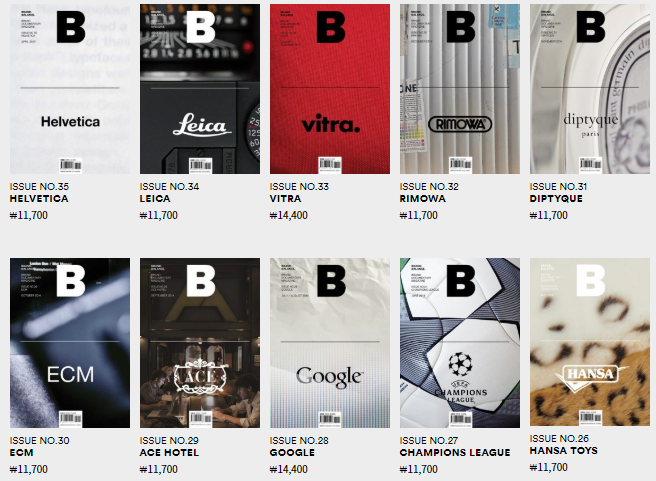 B
Helvetica
ISSUE NO.35
HELVETICA
₩11,700
B
Leica
ISSUE NO.34
LEICA
₩11,700
B
vitra.
ISSUE NO.33
VITRA
₩14,400
B
RIMOWA
ISSUE NO.32
RIMOWA
₩11,700
B
diptyque
paris
ISSUE NO.31
DIPTYQUE
₩11,700
B
ECM
ISSUE NO.30
ECM
₩11,700
B
ACE
ISSUE NO.29
ACE HOTEL
₩11,700
B
Google
ISSUE NO.28
GOOGLE
₩14,400
B
UEFA
CHAMPIONS
LEAGUE
ISSUE NO.27
CHAMPIONS LEAGUE
₩11,700
B
HANSA
ISSUE NO.26
HANSA TOYS
₩11,700